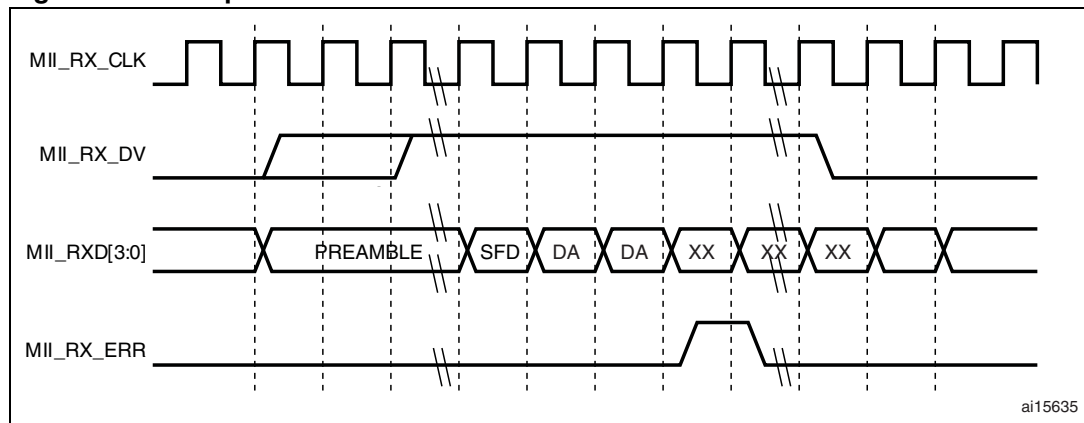 MII_RX_CLK
MII_RX_DV
MII_RXD[3:0] PREAMBLE SFD DA DA XX XX XX
MII_RX_ERR
ai15635